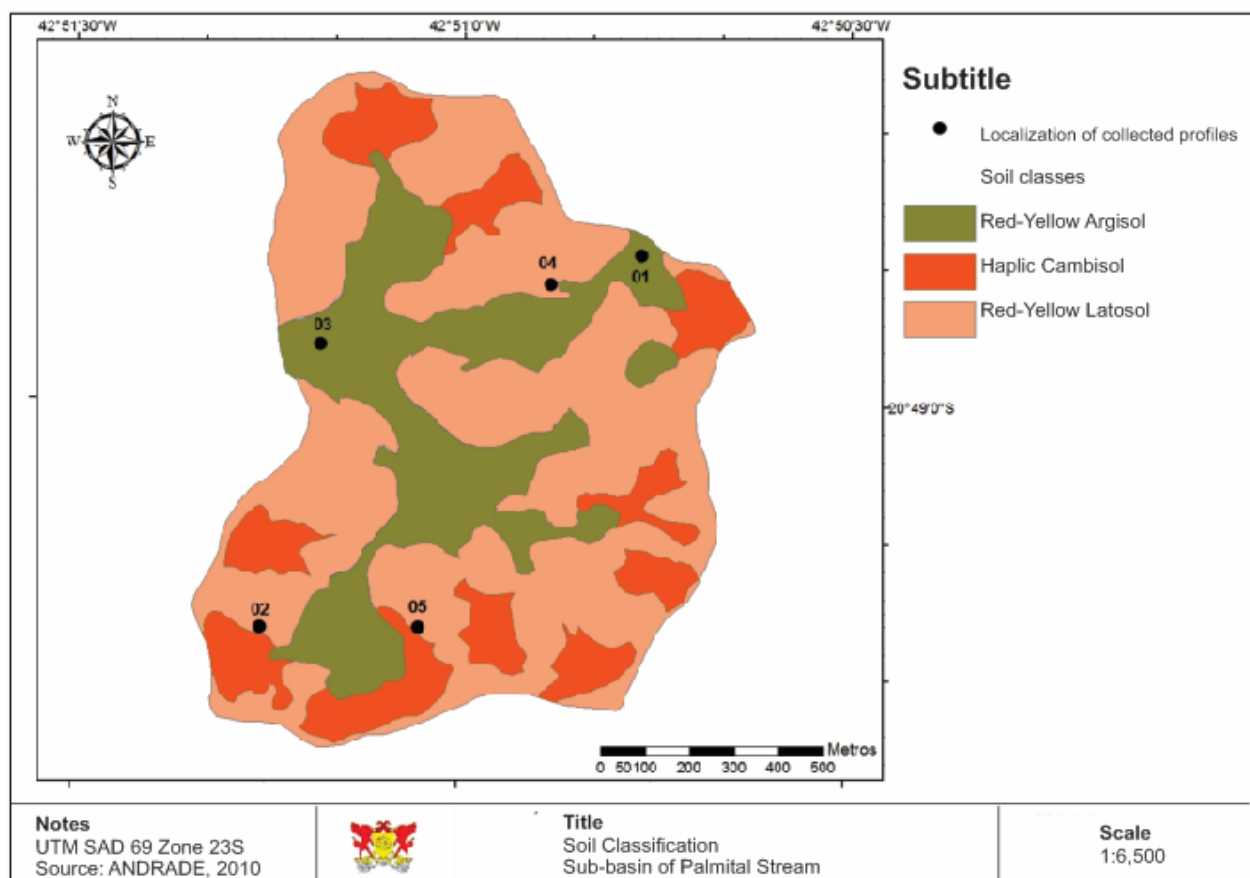 42°51'30"W 42°51'0"W 42°50'30"W
N
W E
S
Subtitle
Localization of collected profiles
Soil classes
Red-Yellow Argisol
Haplic Cambisol
Red-Yellow Latosol
04
01
03
20°49'0"S
02
05
Metros
0 50 100 200 300 400 500
Notes
UTM SAD 69 Zone 23S
Source: ANDRADE, 2010
Title
Soil Classification
Sub-basin of Palmital Stream
Scale
1:6,500